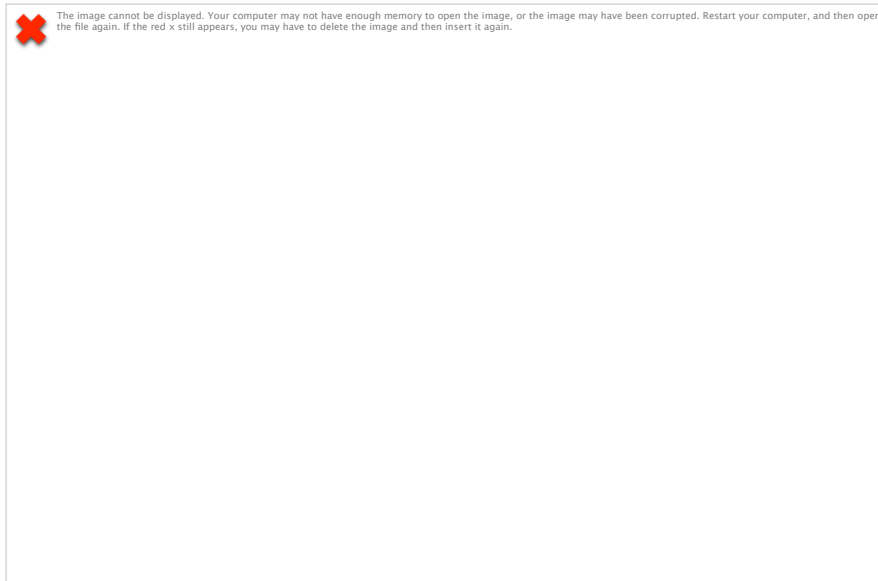 The image cannot be displayed. Your computer may not have enough memory to open the image, or the image may have been corrupted. Restart your computer, and then open
the file again. If the red x still appears, you may have to delete the image and then insert it again.